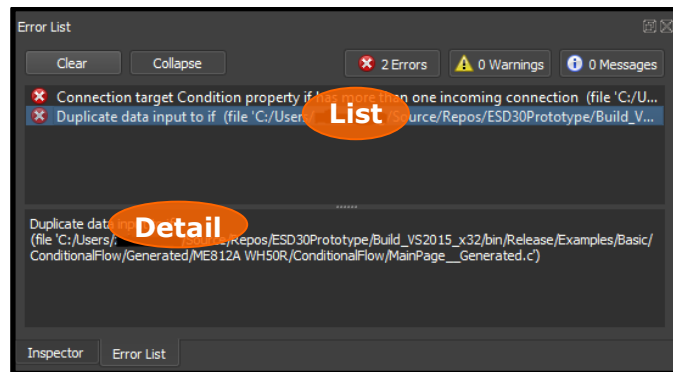 Error List
Clear
Collapse
2 Errors
0 Warnings
0 Messages
Connection target Condition property if has more than one incoming connection (file 'C:/U...
Duplicate data input to if (file 'C:/Users/ /Source/Repos/ESD30Prototype/Build_V...
List
Duplicate data
Detail
(file 'C:/Users/ /Source/Repos/ESD30Prototype/Build_VS2015_x32/bin/Release/Examples/Basic/
ConditionalFlow/Generated/ME812A WH50R/ConditionalFlow/MainPage__Generated.c')
Inspector
Error List